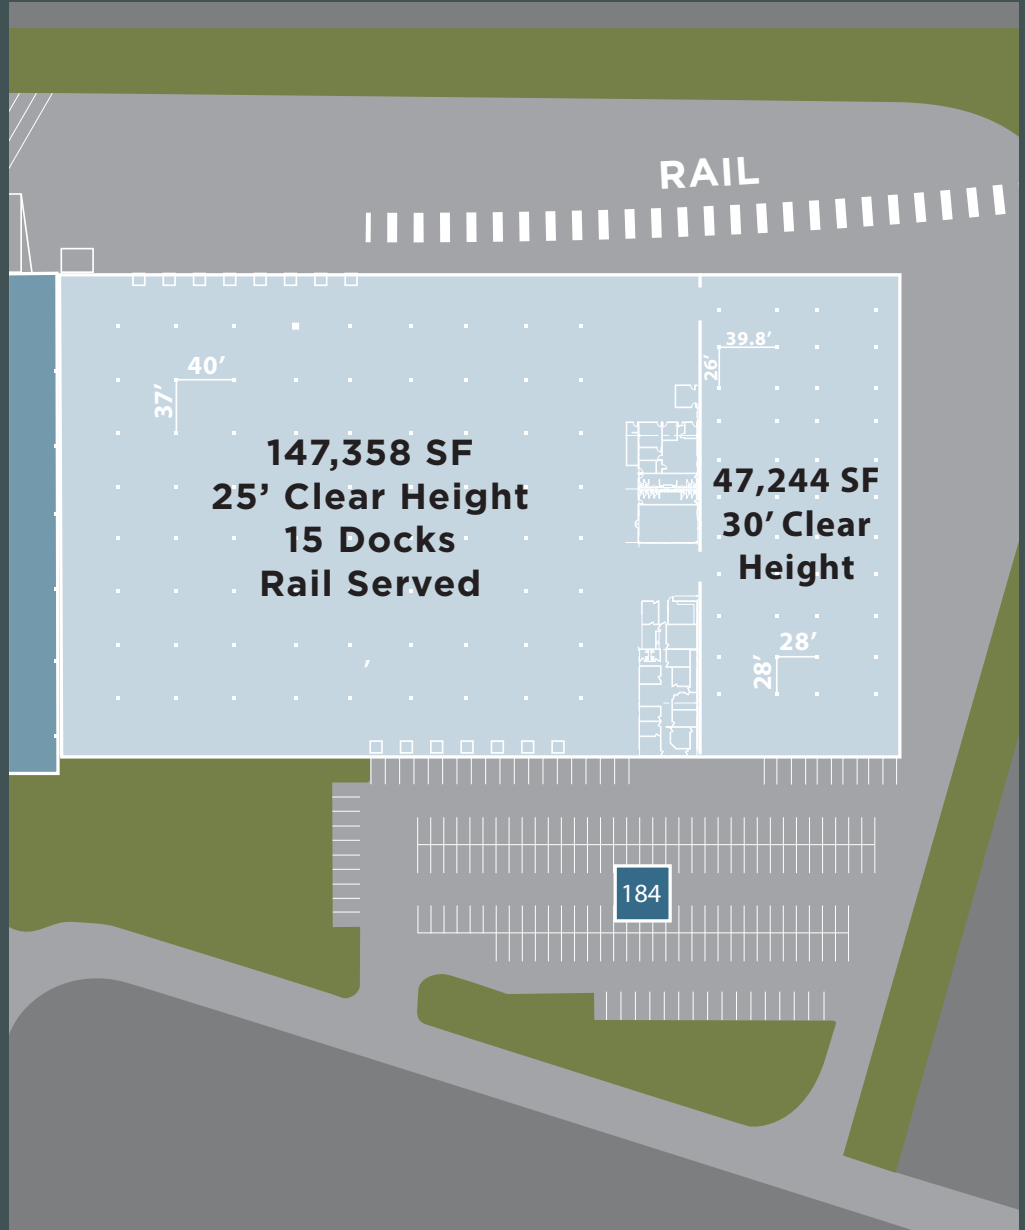 RAIL
39.8’
26’
40’
37’
147,358 SF
25’ Clear Height
15 Docks
Rail Served
47,244 SF
30’ Clear
Height
28’
28’
’
184